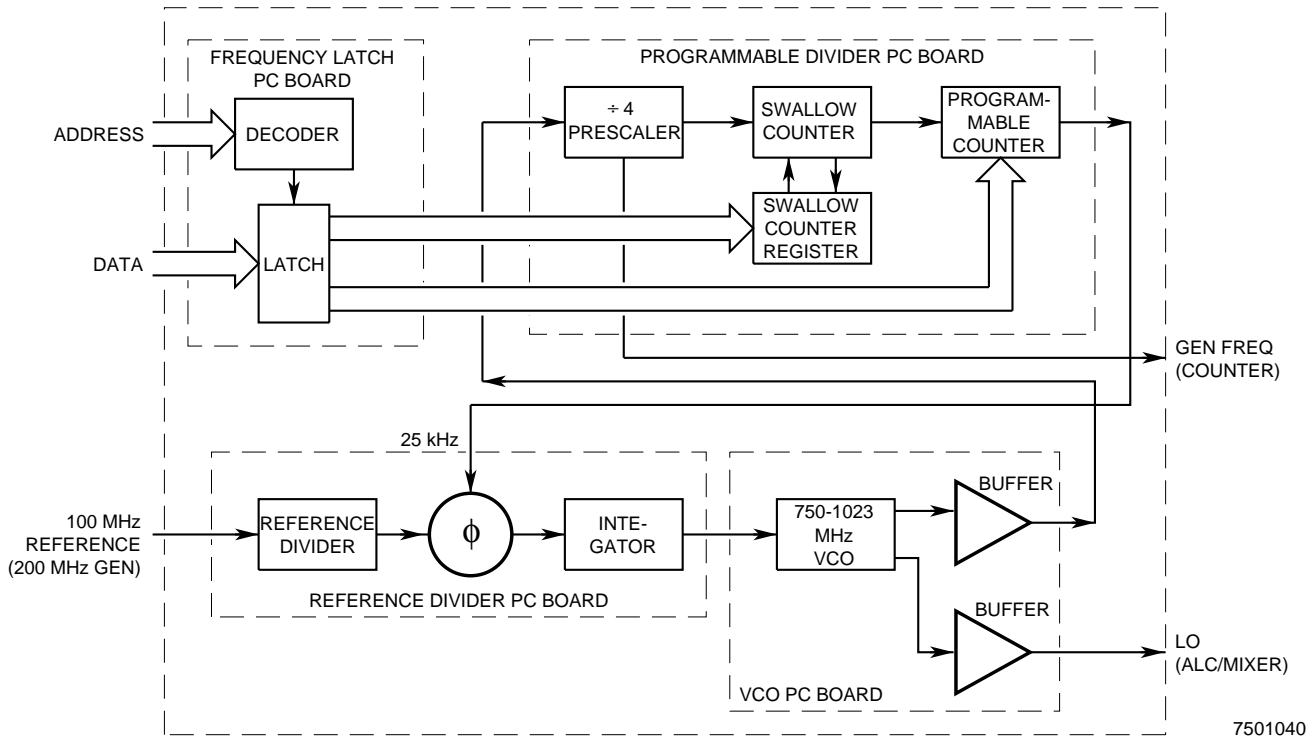 FREQUENCY LATCH
PC BOARD
PROGRAMMABLE DIVIDER PC BOARD
ADDRESS
DECODER
÷ 4
PRESCALER
SWALLOW
COUNTER
PROGRAM-
MABLE
COUNTER
DATA
LATCH
SWALLOW
COUNTER
REGISTER
GEN FREQ
(COUNTER)
25 kHz
100 MHz
REFERENCE
(200 MHz GEN)
REFERENCE
DIVIDER
ϕ
INTE-
GATOR
750-1023
MHz
VCO
BUFFER
REFERENCE DIVIDER PC BOARD
BUFFER
LO
(ALC/MIXER)
VCO PC BOARD
7501040